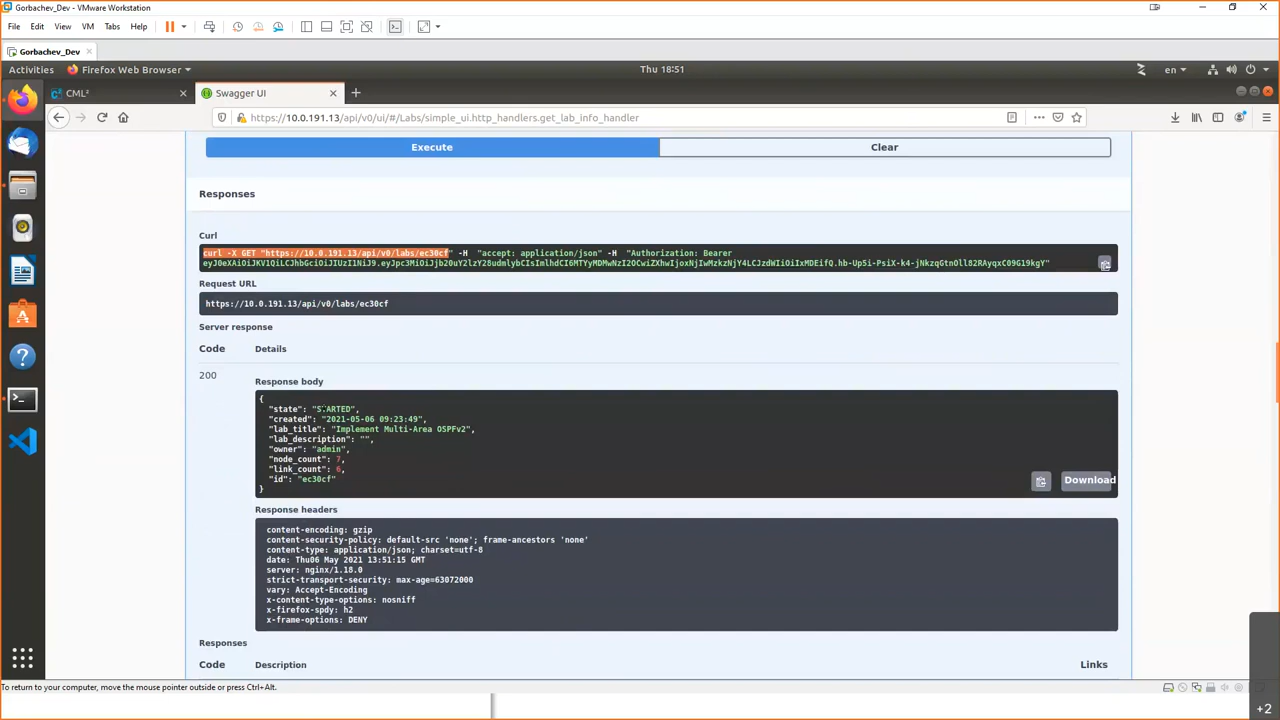 Gorbachev_Dev - VMware Workstation
File Edit View VM Tabs Help
Gorbachev_Dev
Activities Firefox Web Browser Thu 18:51 en
CML² Swagger UI
https://10.0.191.13/api/v0/ui/#/Labs/simple_ui.http_handlers.get_lab_info_handler
Execute Clear
Responses
Curl
curl -X GET "https://10.0.191.13/api/v0/labs/ec30cf" -H "accept: application/json" -H "Authorization: Bearer
Request URL
https://10.0.191.13/api/v0/labs/ec30cf
Server response
Code Details
200
Response body
{
"state": "STARTED",
"created": "2021-05-06 09:23:49",
"lab_title": "Implement Multi-Area OSPFv2",
"lab_description": "",
"owner": "admin",
"node_count": 7,
"link_count": 6,
"id": "ec30cf"
}
Download
Response headers
content-encoding: gzip
content-security-policy: default-src 'none'; frame-ancestors 'none'
content-type: application/json; charset=utf-8
date: Thu06 May 2021 13:51:15 GMT
server: nginx/1.18.0
strict-transport-security: max-age=63072000
vary: Accept-Encoding
x-content-type-options: nosniff
x-firefox-spdy: h2
x-frame-options: DENY
Responses
Code Description Links
To return to your computer, move the mouse pointer outside or press Ctrl+Alt.
+2